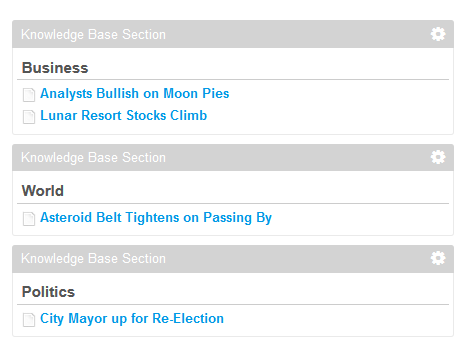 Knowledge Base Section
Business
Analysts Bullish on Moon Pies
Lunar Resort Stocks Climb
Knowledge Base Section
World
Asteroid Belt Tightens on Passing By
Knowledge Base Section
Politics
City Mayor up for Re-Election